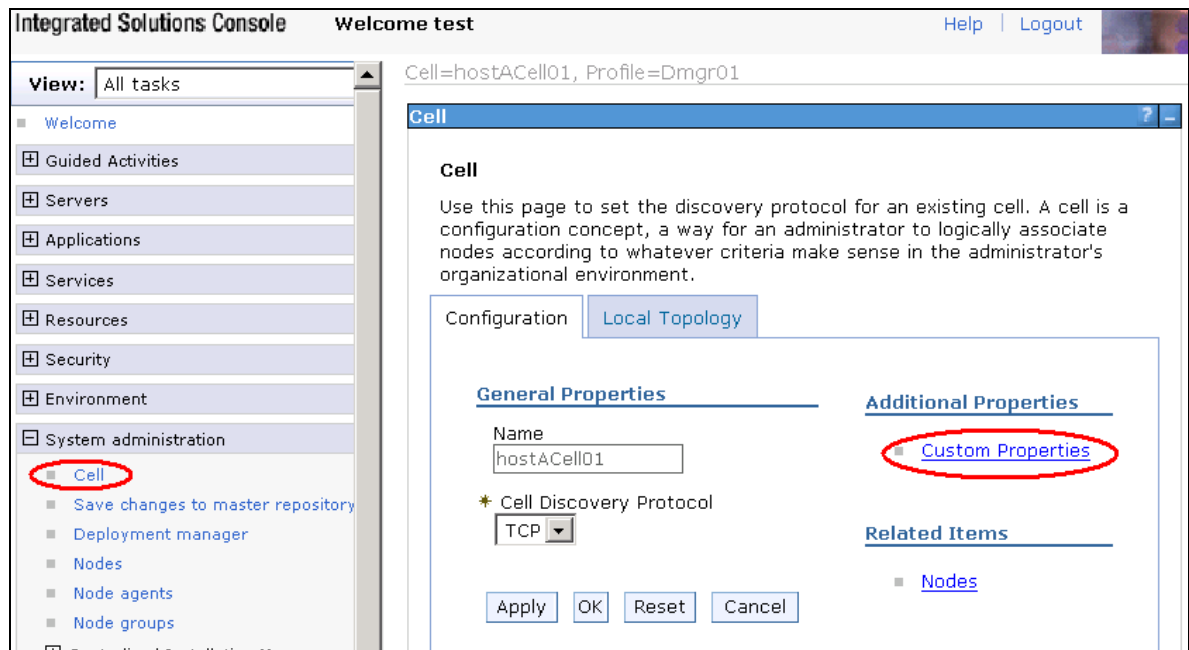 Integrated Solutions Console Welcome test Help | Logout
View: All tasks
Welcome
Guided Activities
Servers
Applications
Services
Resources
Security
Environment
System administration
Cell
Save changes to master repository
Deployment manager
Nodes
Node agents
Node groups
Cell=hostACell01, Profile=Dmgr01
Cell ? _
Cell
Use this page to set the discovery protocol for an existing cell. A cell is a
configuration concept, a way for an administrator to logically associate
nodes according to whatever criteria make sense in the administrator's
organizational environment.
Configuration Local Topology
General Properties
Name
hostACell01
* Cell Discovery Protocol
TCP
Apply OK Reset Cancel
Additional Properties
Custom Properties
Related Items
Nodes